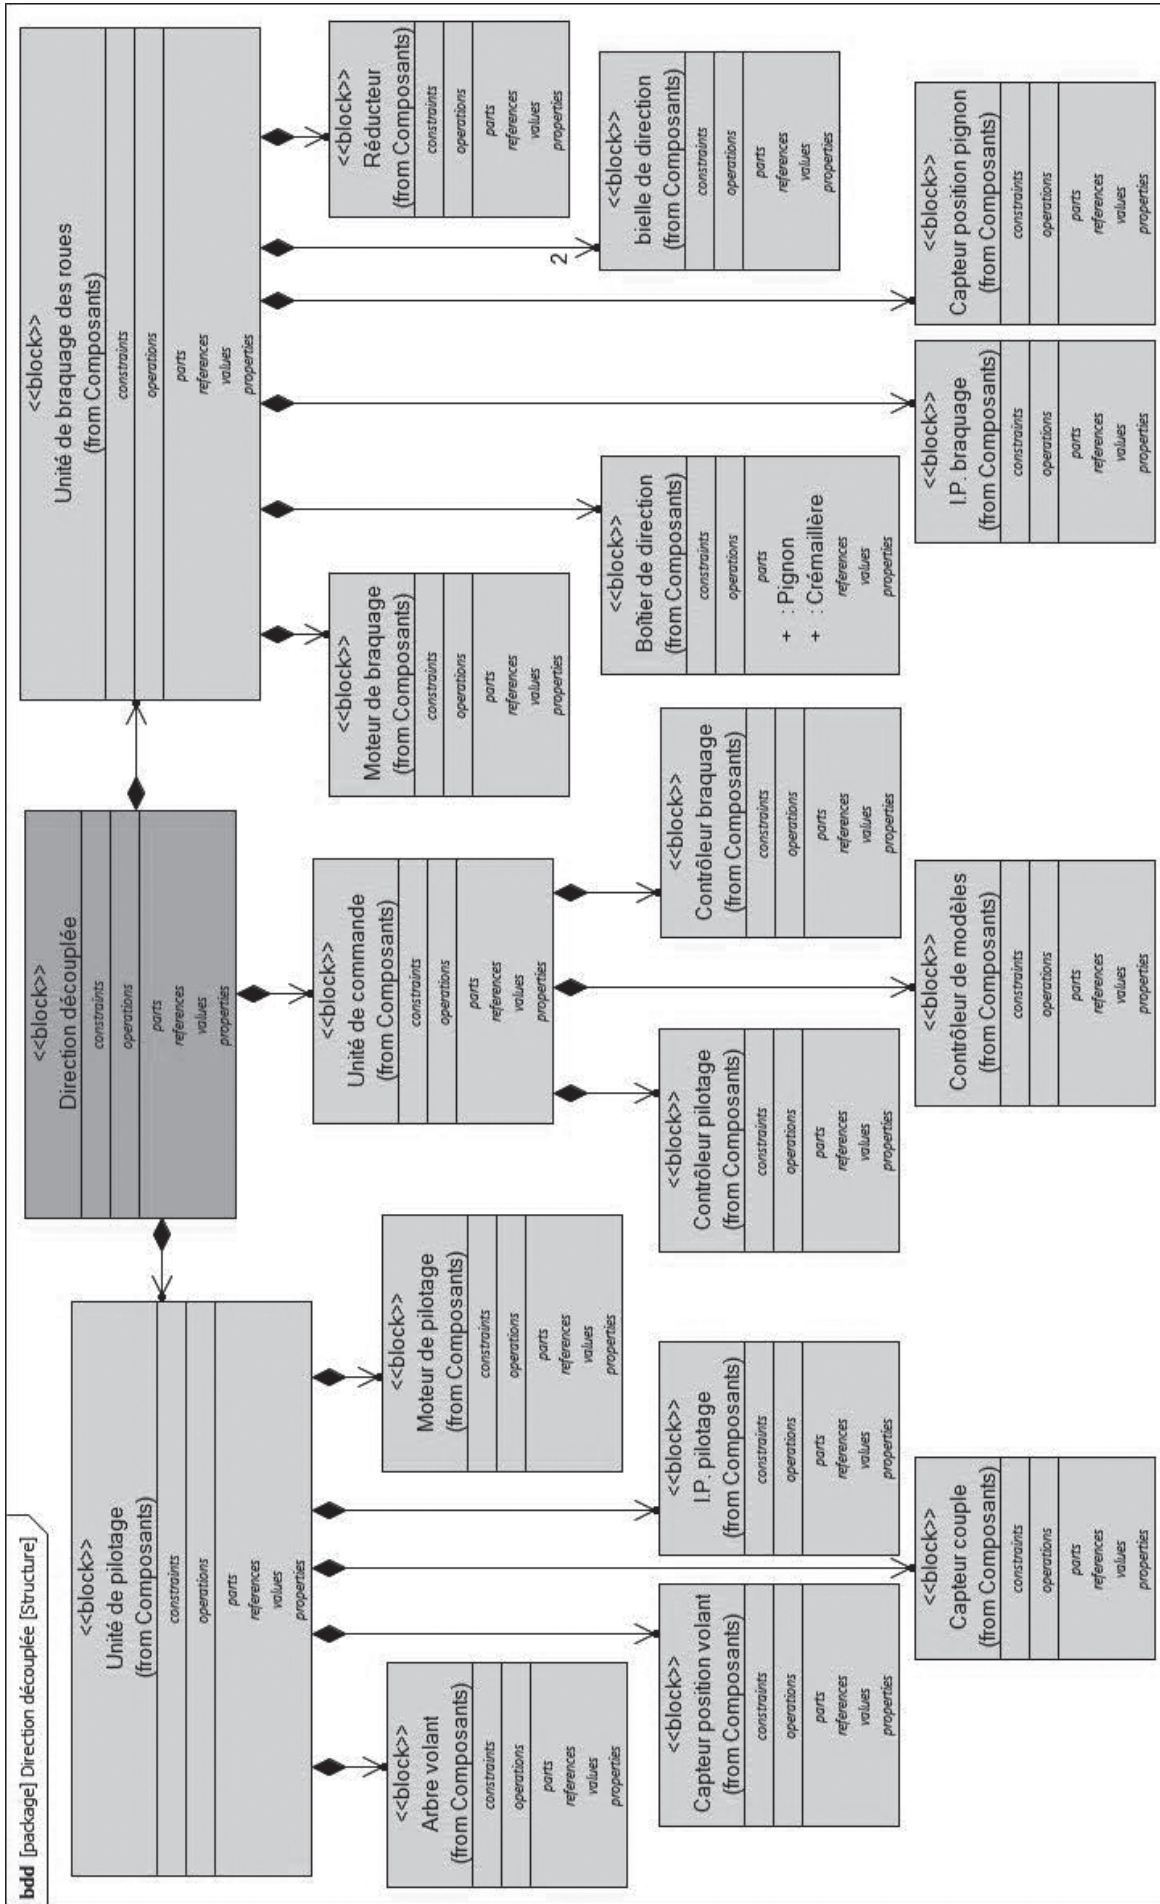 bdd [package] Direction découplée [Structure]
<<block>>
Direction découplée
constraints
operations
parts
references
values
properties
<<block>>
Unité de pilotage
(from Composants)
constraints
operations
parts
references
values
properties
<<block>>
Arbre volant
(from Composants)
constraints
operations
parts
references
values
properties
<<block>>
Capteur position volant
(from Composants)
constraints
operations
parts
references
values
properties
<<block>>
Capteur couple
(from Composants)
constraints
operations
parts
references
values
properties
<<block>>
I.P. pilotage
(from Composants)
constraints
operations
parts
references
values
properties
<<block>>
Moteur de pilotage
(from Composants)
constraints
operations
parts
references
values
properties
<<block>>
Unité de commande
(from Composants)
constraints
operations
parts
references
values
properties
<<block>>
Contrôleur pilotage
(from Composants)
constraints
operations
parts
references
values
properties
<<block>>
Contrôleur de modèles
(from Composants)
constraints
operations
parts
references
values
properties
<<block>>
Contrôleur braquage
(from Composants)
constraints
operations
parts
references
values
properties
<<block>>
Unité de braquage des roues
(from Composants)
constraints
operations
parts
references
values
properties
<<block>>
Moteur de braquage
(from Composants)
constraints
operations
parts
references
values
properties
<<block>>
Boîtier de direction
(from Composants)
constraints
operations
parts
+ : Pignon
+ : Crémaillère
references
values
properties
<<block>>
I.P. braquage
(from Composants)
constraints
operations
parts
references
values
properties
<<block>>
Capteur position pignon
(from Composants)
constraints
operations
parts
references
values
properties
2
<<block>>
bielle de direction
(from Composants)
constraints
operations
parts
references
values
properties
<<block>>
Réducteur
(from Composants)
constraints
operations
parts
references
values
properties